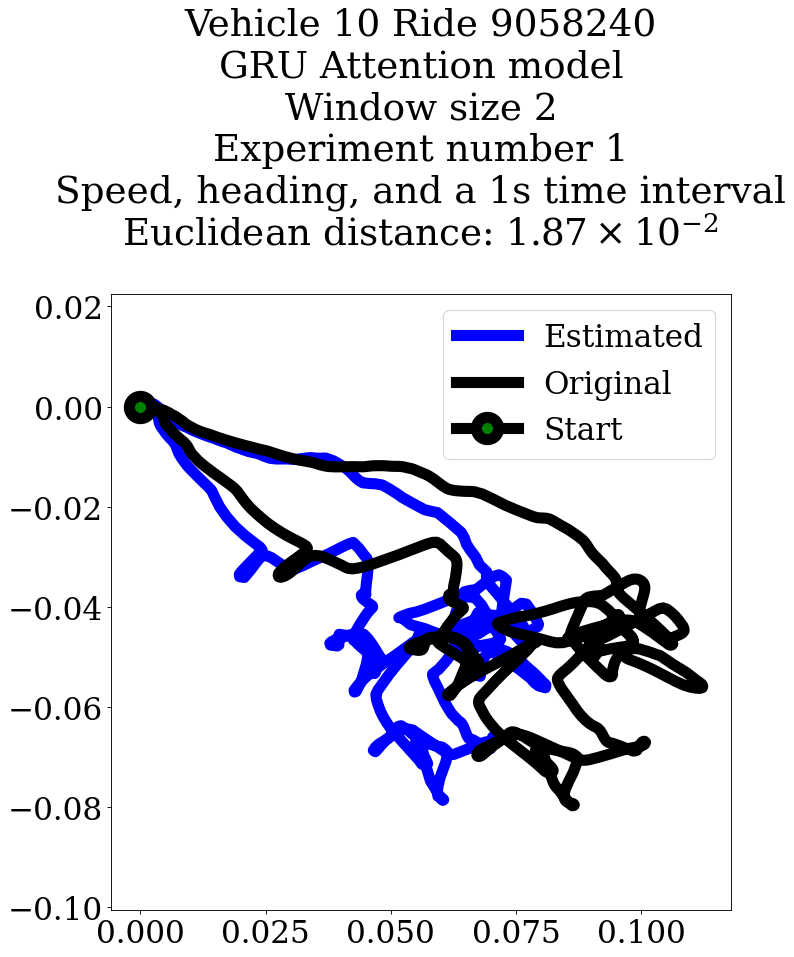 Vehicle 10 Ride 9058240
GRU Attention model
Window size 2
Experiment number 1
Speed, heading, and a 1s time interval
Euclidean distance: 1.87 × 10⁻²
0.02
0.00
−0.02
−0.04
−0.06
−0.08
−0.10
Estimated
Original
Start
0.000 0.025 0.050 0.075 0.100